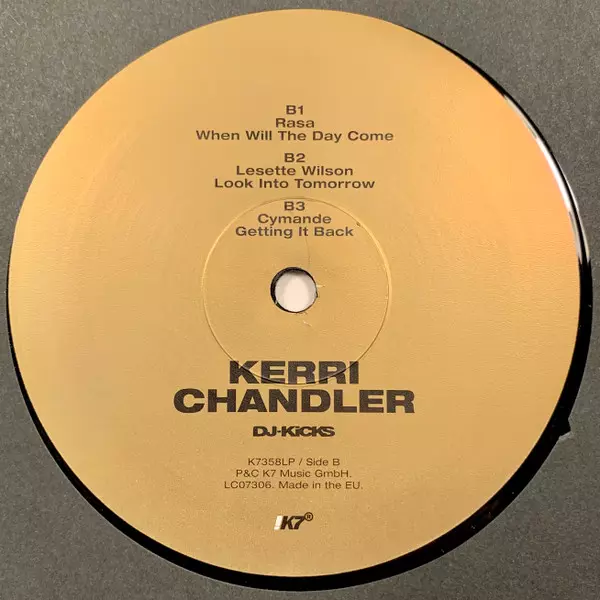 B1
Rasa
When Will The Day Come
B2
Lesette Wilson
Look Into Tomorrow
B3
Cymande
Getting It Back
KERRI
CHANDLER
DJ-KiCKS
K7358LP / Side B
P&C K7 Music GmbH.
LC07306. Made in the EU.
!K7®